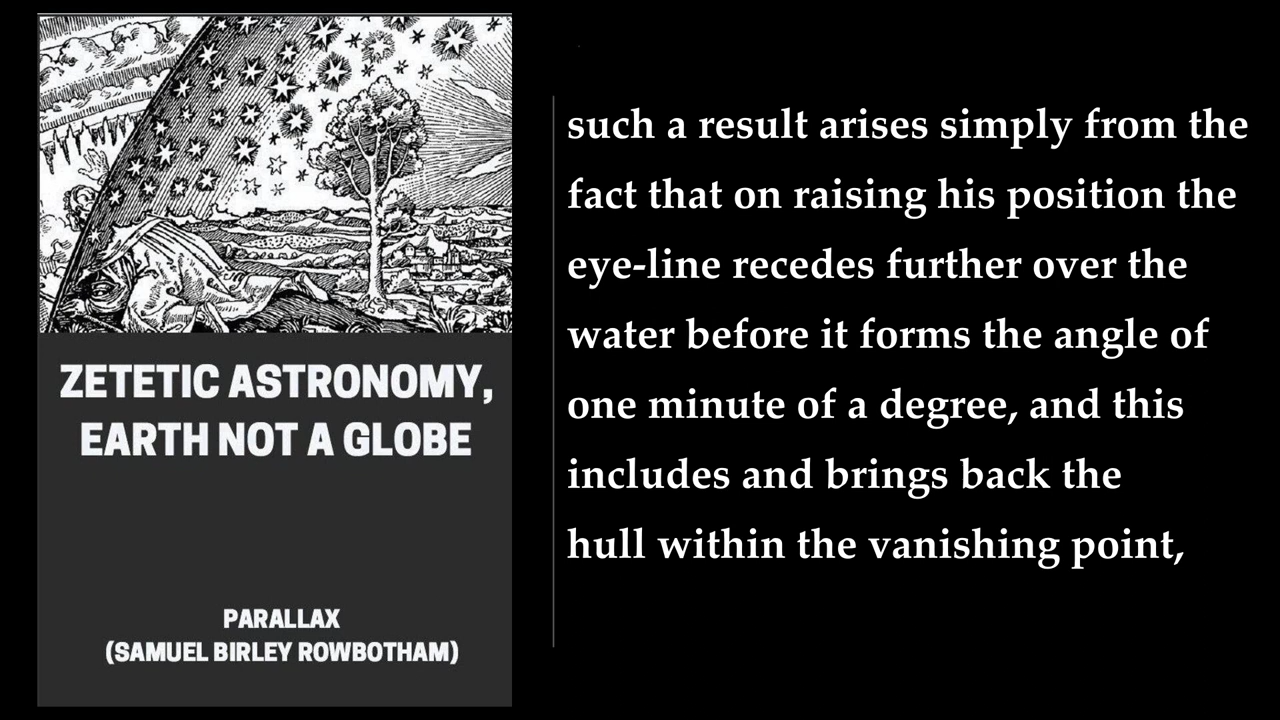 ZETETIC ASTRONOMY,
EARTH NOT A GLOBE
PARALLAX
(SAMUEL BIRLEY ROWBOTHAM)
such a result arises simply from the
fact that on raising his position the
eye-line recedes further over the
water before it forms the angle of
one minute of a degree, and this
includes and brings back the
hull within the vanishing point,